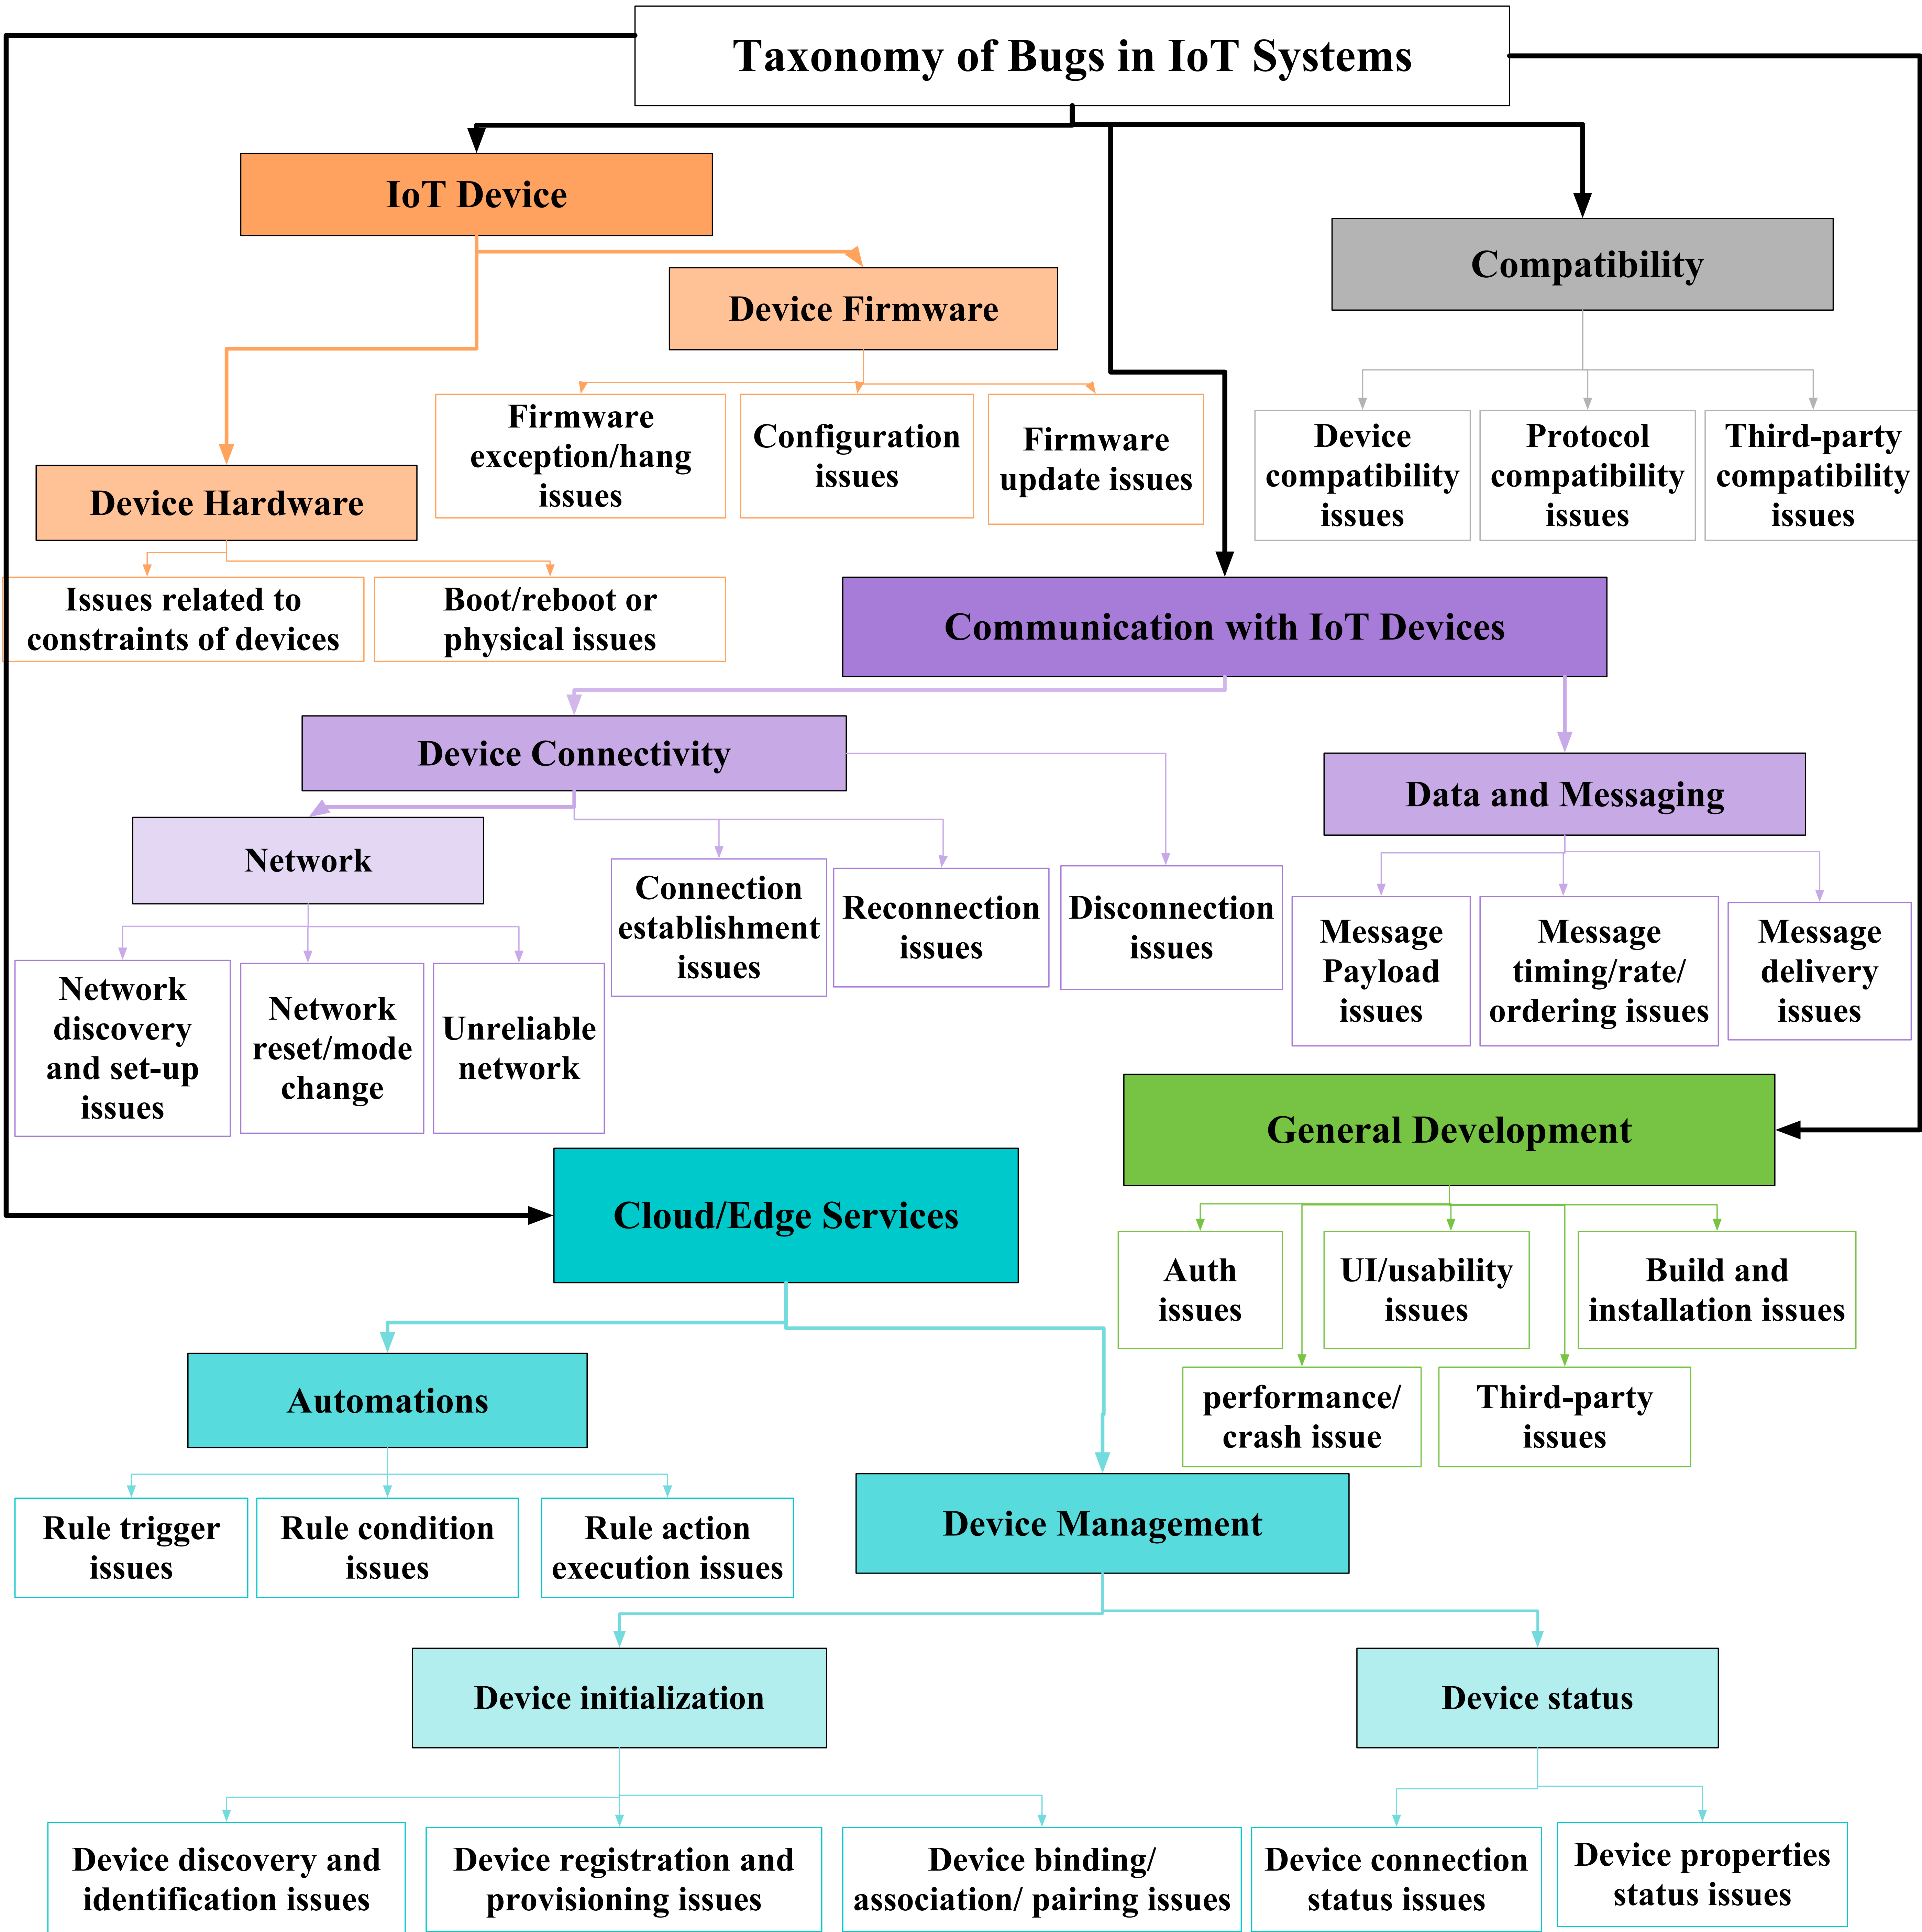 Taxonomy of Bugs in IoT Systems
IoT Device
Compatibility
Device Firmware
Firmware
exception/hang
issues
Configuration
issues
Firmware
update issues
Device
compatibility
issues
Protocol
compatibility
issues
Third-party
compatibility
issues
Device Hardware
Issues related to
constraints of devices
Boot/reboot or
physical issues
Communication with IoT Devices
Device Connectivity
Data and Messaging
Network
Connection
establishment
issues
Reconnection
issues
Disconnection
issues
Message
Payload
issues
Message
timing/rate/
ordering issues
Message
delivery
issues
Network
discovery
and set-up
issues
Network
reset/mode
change
Unreliable
network
General Development
Cloud/Edge Services
Auth
issues
UI/usability
issues
Build and
installation issues
performance/
crash issue
Third-party
issues
Automations
Rule trigger
issues
Rule condition
issues
Rule action
execution issues
Device Management
Device initialization
Device status
Device discovery and
identification issues
Device registration and
provisioning issues
Device binding/
association/ pairing issues
Device connection
status issues
Device properties
status issues